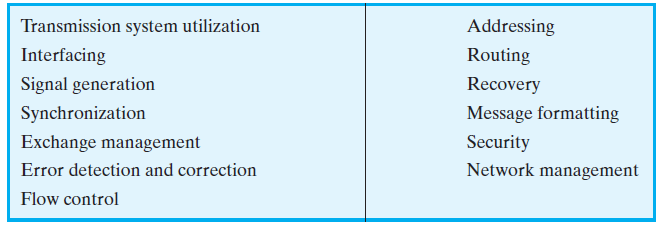 Transmission system utilization
Interfacing
Signal generation
Synchronization
Exchange management
Error detection and correction
Flow control
Addressing
Routing
Recovery
Message formatting
Security
Network management